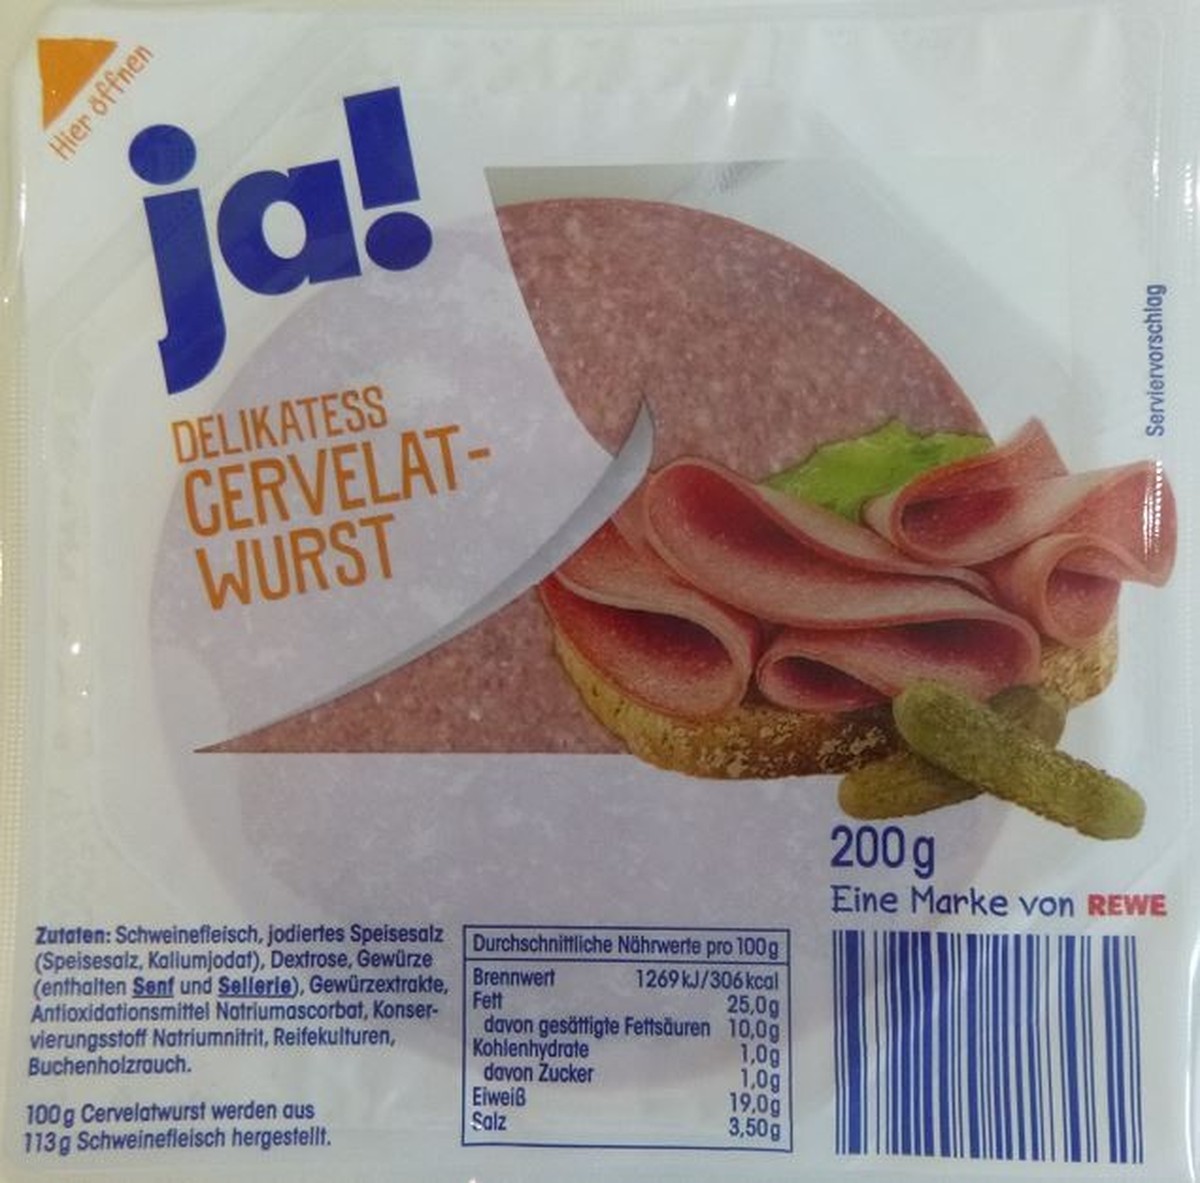 Hier öffnen
ja!
DELIKATESS
CERVELAT-
WURST
Serviervorschlag
200g
Eine Marke von REWE
Zutaten: Schweinefleisch, jodiertes Speisesalz
(Speisesalz, Kaliumjodat), Dextrose, Gewürze
(enthalten Senf und Sellerie), Gewürzextrakte,
Antioxidationsmittel Natriumascorbat, Konser-
vierungsstoff Natriumnitrit, Reifekulturen,
Buchenholzrauch.
100g Cervelatwurst werden aus
113g Schweinefleisch hergestellt.
Durchschnittliche Nährwerte pro 100g
Brennwert 1269kJ/306kcal
Fett 25,0g
davon gesättigte Fettsäuren 10,0g
Kohlenhydrate 1,0g
davon Zucker 1,0g
Eiweiß 19,0g
Salz 3,50g